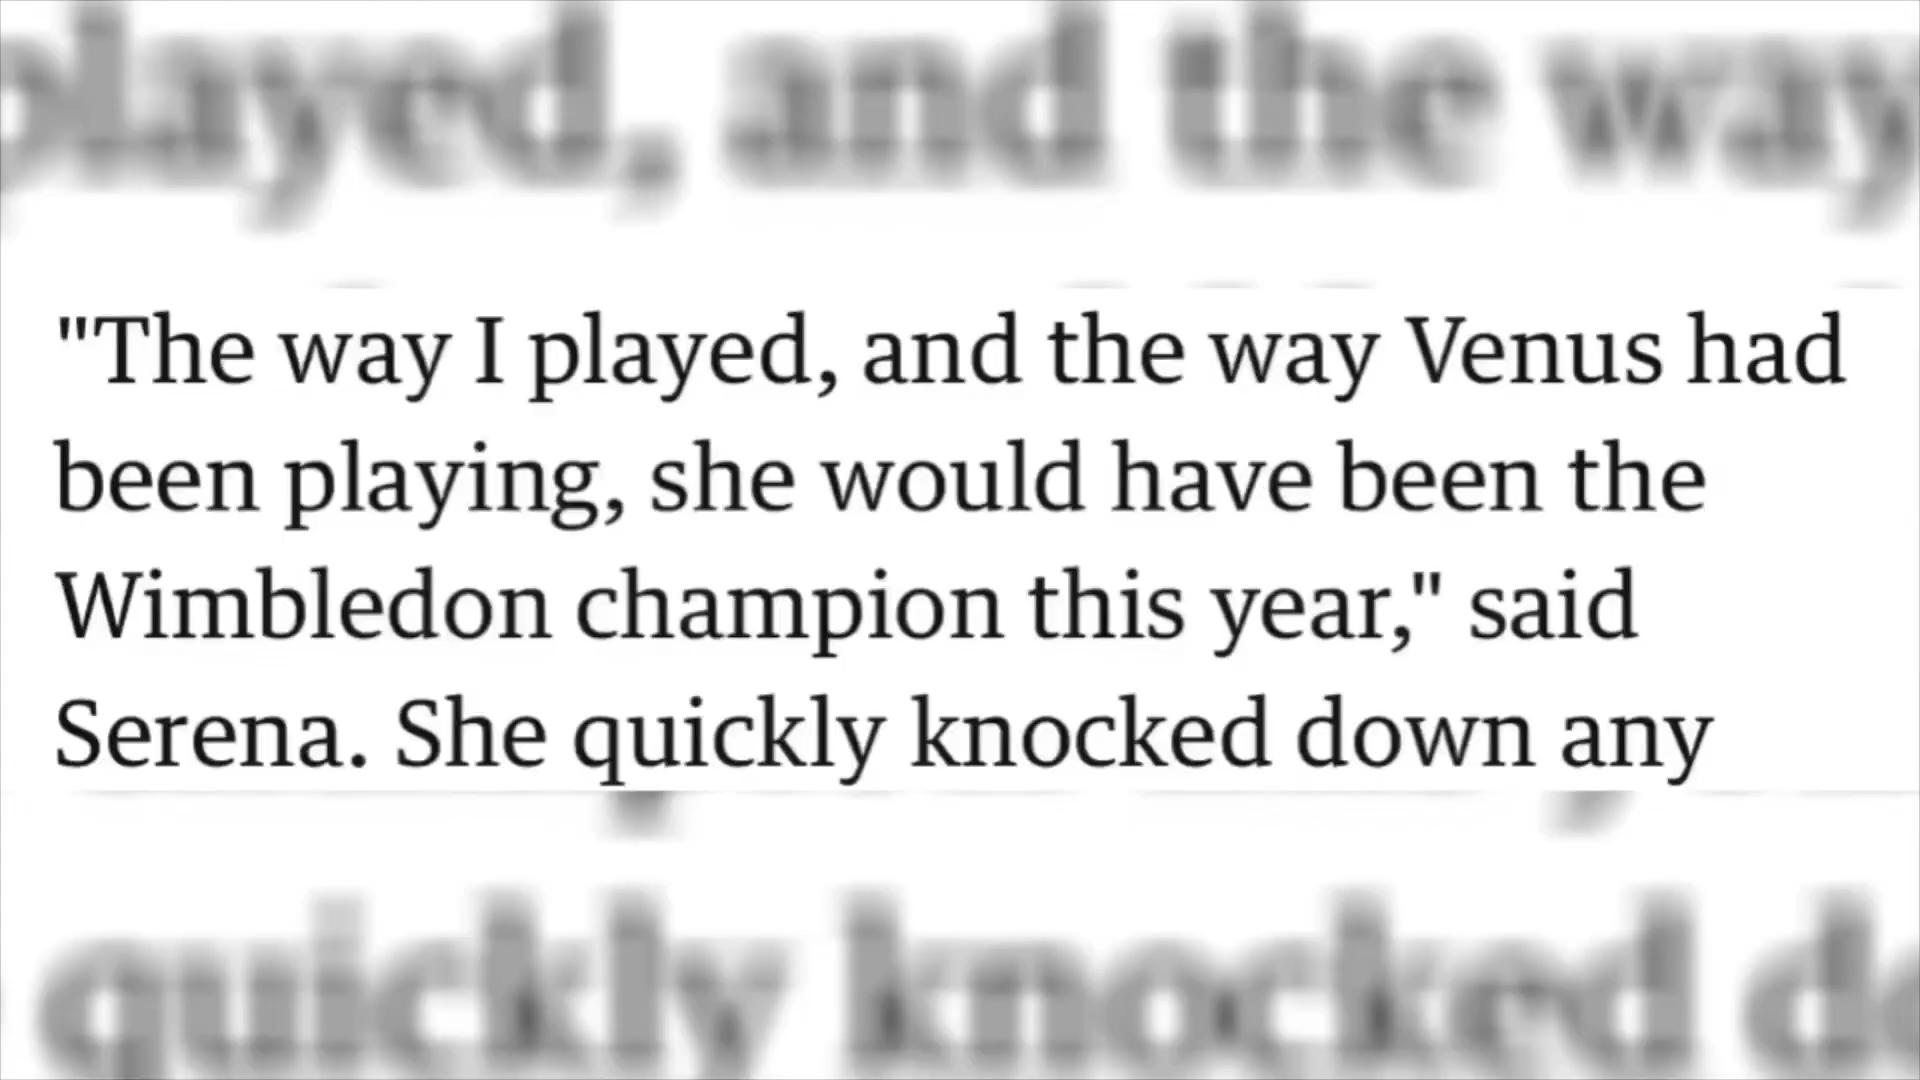 played, and the way
"The way I played, and the way Venus had
been playing, she would have been the
Wimbledon champion this year," said
Serena. She quickly knocked down any
quickly knocked